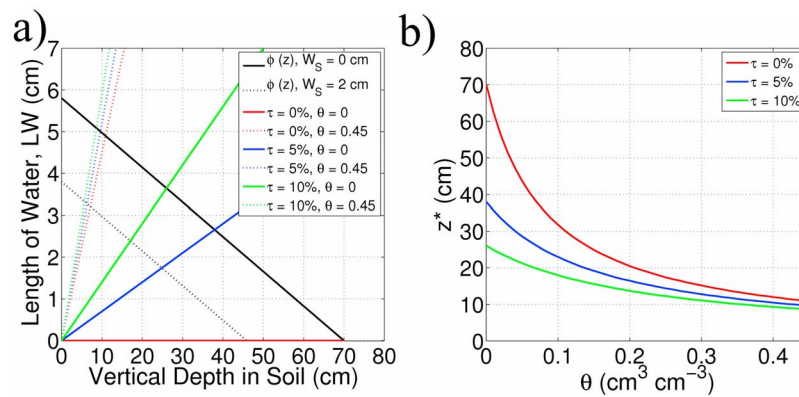 a)
Length of Water, LW (cm)
7
6
5
4
3
2
1
0
0 10 20 30 40 50 60 70 80
Vertical Depth in Soil (cm)
ϕ (z), W_S = 0 cm
ϕ (z), W_S = 2 cm
τ = 0%, θ = 0
τ = 0%, θ = 0.45
τ = 5%, θ = 0
τ = 5%, θ = 0.45
τ = 10%, θ = 0
τ = 10%, θ = 0.45
b)
z* (cm)
80
70
60
50
40
30
20
10
0
0 0.1 0.2 0.3 0.4
θ (cm³ cm⁻³)
τ = 0%
τ = 5%
τ = 10%